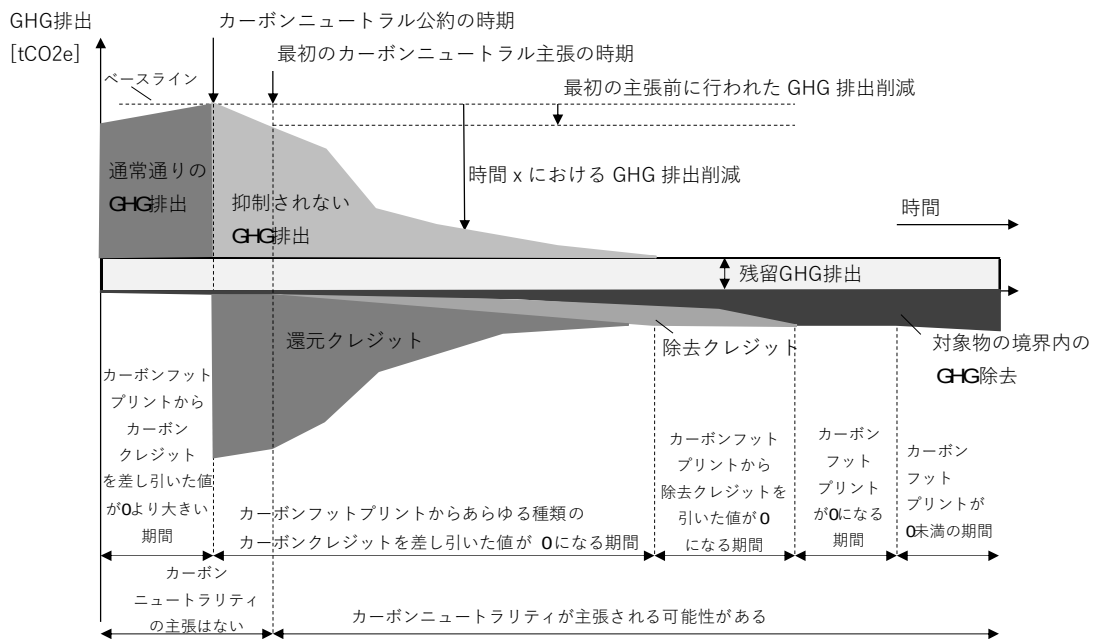 GHG排出
[tCO2e]
カーボンニュートラル公約の時期
最初のカーボンニュートラル主張の時期
ベースライン
最初の主張前に行われた GHG 排出削減
通常通りの
GHG排出
抑制されない
GHG排出
時間 x における GHG 排出削減
時間
残留GHG排出
還元クレジット
除去クレジット
対象物の境界内の
GHG除去
カーボンフット
プリントから
カーボン
クレジット
を差し引いた値
が0より大きい
期間
カーボンフットプリントからあらゆる種類の
カーボンクレジットを差し引いた値が 0になる期間
カーボンフット
プリントから
除去クレジットを
引いた値が0
になる期間
カーボン
フット
プリント
が0になる
期間
カーボン
フット
プリントが
0未満の期間
カーボン
ニュートラリティ
の主張はない
カーボンニュートラリティが主張される可能性がある